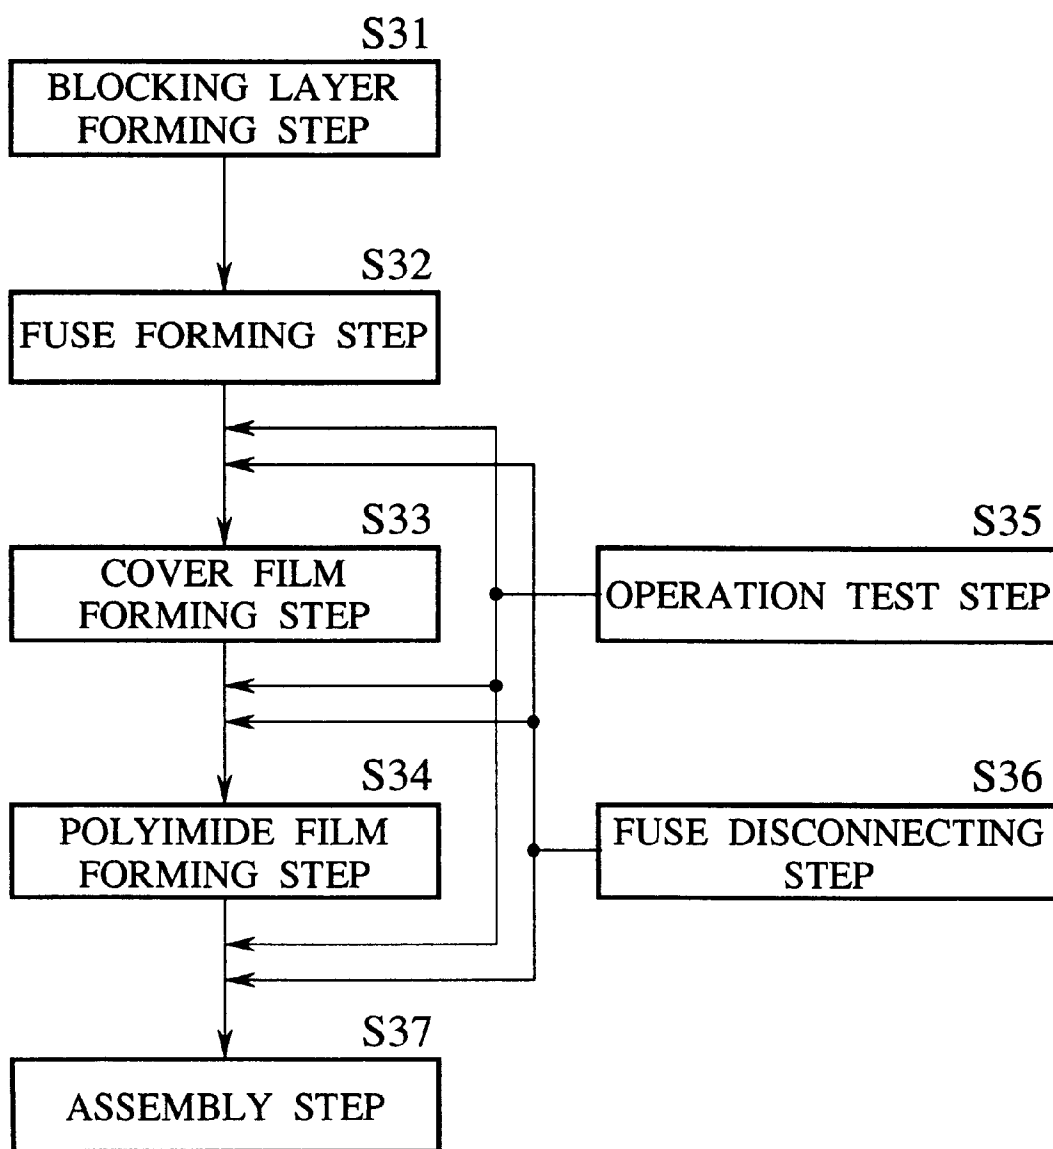 S31
BLOCKING LAYER
FORMING STEP
S32
FUSE FORMING STEP
S33
COVER FILM
FORMING STEP
S35
OPERATION TEST STEP
S34
POLYIMIDE FILM
FORMING STEP
S36
FUSE DISCONNECTING
STEP
S37
ASSEMBLY STEP